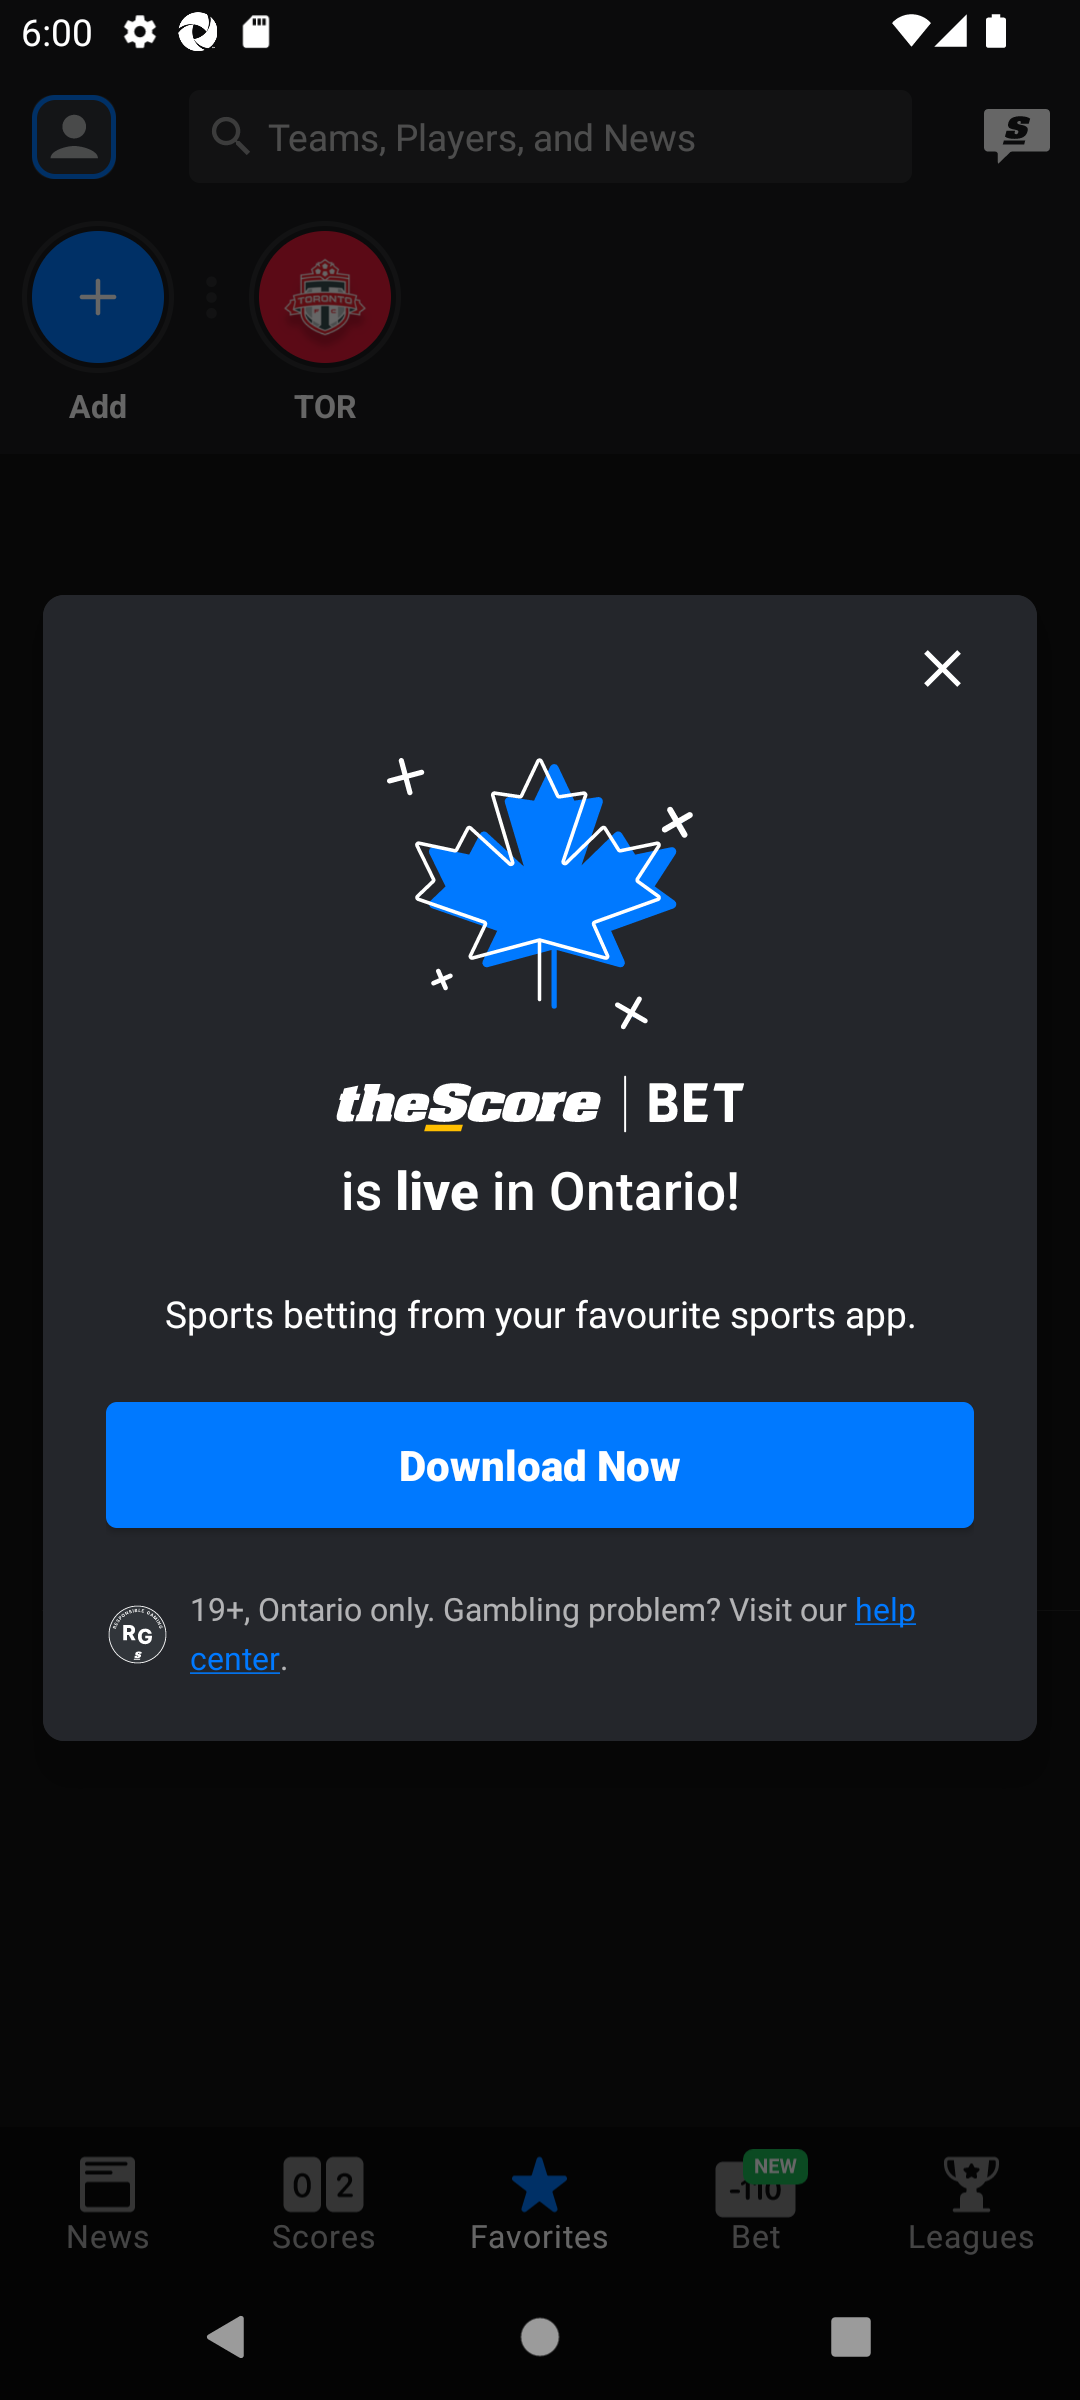 6:00
Teams, Players, and News
S
TORONTO
Add
TOR
theScore | BET
is live in Ontario!
Sports betting from your favourite sports app.
Download Now
RESPONSIBLE GAMING
RG
S
19+, Ontario only. Gambling problem? Visit our help
center.
NEW
0 2
-110
News
Scores
Favorites
Bet
Leagues